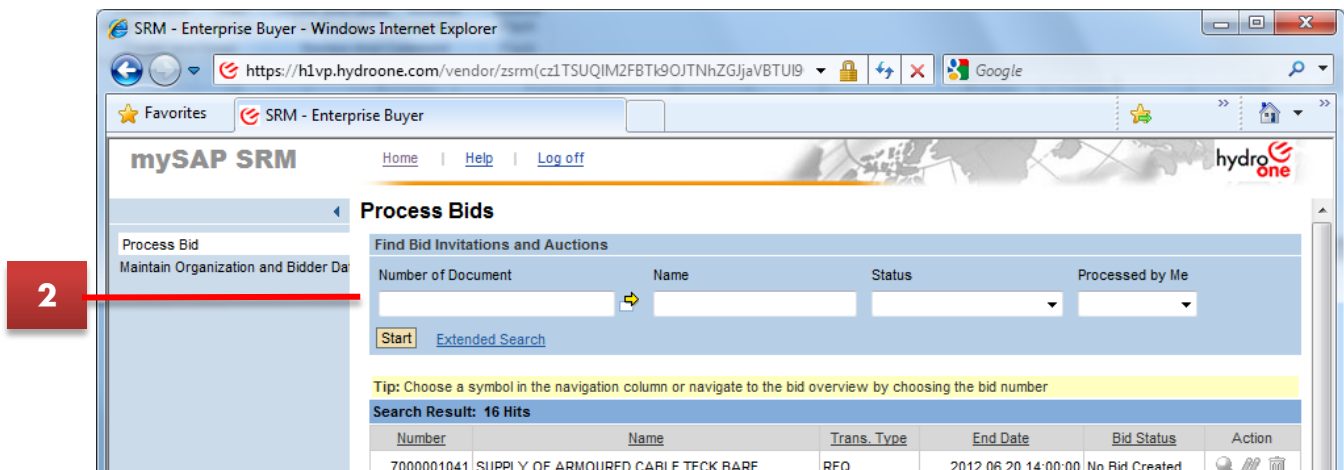 SRM - Enterprise Buyer - Windows Internet Explorer
https://h1vp.hydroone.com/vendor/zsrm(cz1TSUQlM2FBTk9OJTNhZGJjaVBTUl9
Google
Favorites
SRM - Enterprise Buyer
mySAP SRM
Home | Help | Log off
hydro
one
Process Bids
Process Bid
Find Bid Invitations and Auctions
Maintain Organization and Bidder Da
Number of Document Name Status Processed by Me
2
Start Extended Search
Tip: Choose a symbol in the navigation column or navigate to the bid overview by choosing the bid number
Search Result: 16 Hits
Number Name Trans. Type End Date Bid Status Action
7000001041 SUPPLY OF ARMOURED CABLE TECK BARE RFQ 2012.06.20 14:00:00 No Bid Created